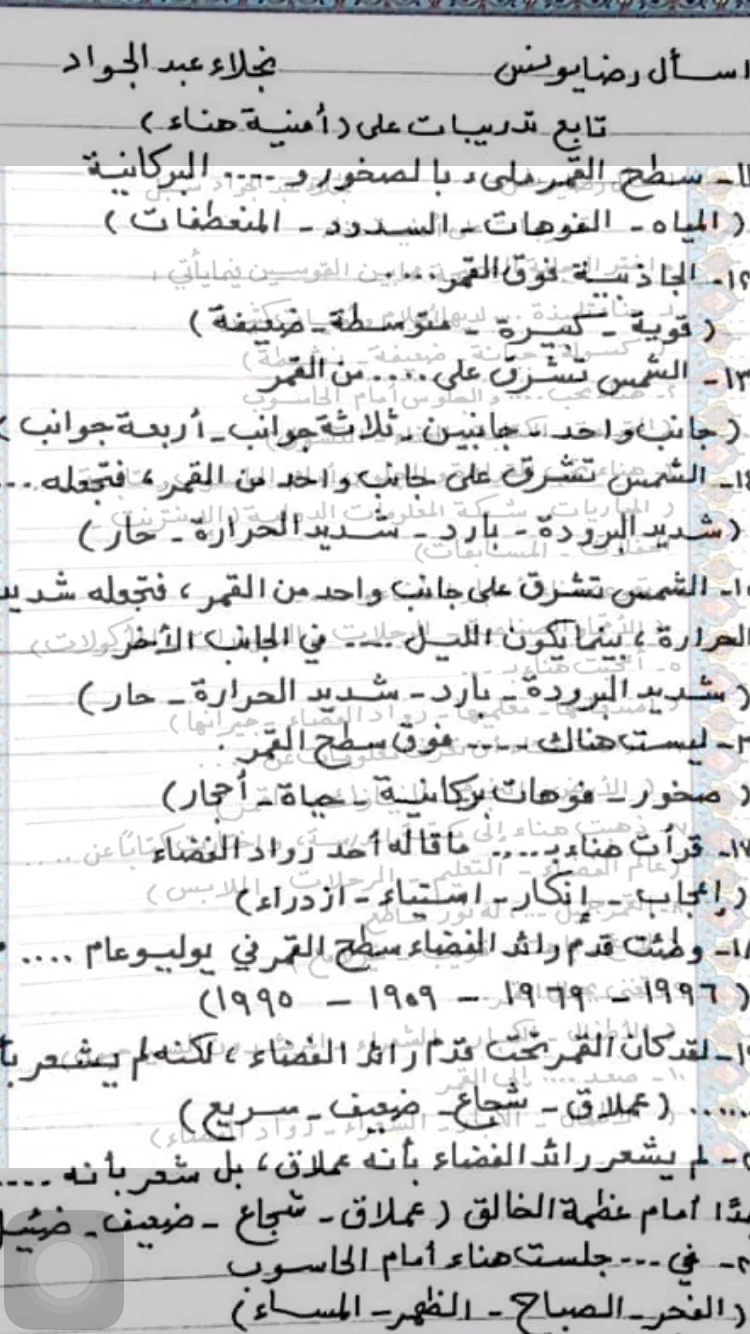 اسأل رضا يونس نجلاء عبد الجواد
تابع تدريبات على (أمنية هناء)
١١- سطح القمر مليء بالصخور و .... البركانية
(المياه - الفوهات - السدود - المنعطفات)
١٢- الجاذبية فوق القمر ....
(قوية - كبيرة - متوسطة - ضعيفة)
١٣- الشمس تشرق على .... من القمر
(جانب واحد - جانبين - ثلاثة جوانب - أربعة جوانب)
١٤- الشمس تشرق على جانب واحد من القمر ، فتجعله ...
(شديد البرودة - بارد - شديد الحرارة - حار)
١- الشمس تشرق على جانب واحد من القمر ، فتجعله شديد
الحرارة ، بينما يكون الليل .... في الجانب الأخر
(شديد البرودة - بارد - شديد الحرارة - حار)
- ليست هناك .... فوق سطح القمر .
(صخور - فوهات بركانية - حياة - أحجار)
١٧- قرأت هناء بـ .... ما قاله أحد رواد الفضاء
(إعجاب - إنكار - استياء - ازدراء)
١٨- وطئت قدم رائد الفضاء سطح القمر في يوليو عام ....
(١٩٩٦ - ١٩٦٩ - ١٩٥٩ - ١٩٩٥)
١٩- لقد كان القمر تحت قدم رائد الفضاء ، لكنه لم يشعر بأ
..... (عملاق - شجاع - ضعيف - سريع)
- لم يشعر رائد الفضاء بأنه عملاق ، بل شعر بأنه ....
جدًا أمام عظمة الخالق (عملاق - شجاع - ضعيف - ضئيل
- في ... جلست هناء أمام الحاسوب
(الفجر - الصباح - الظهر - المساء)